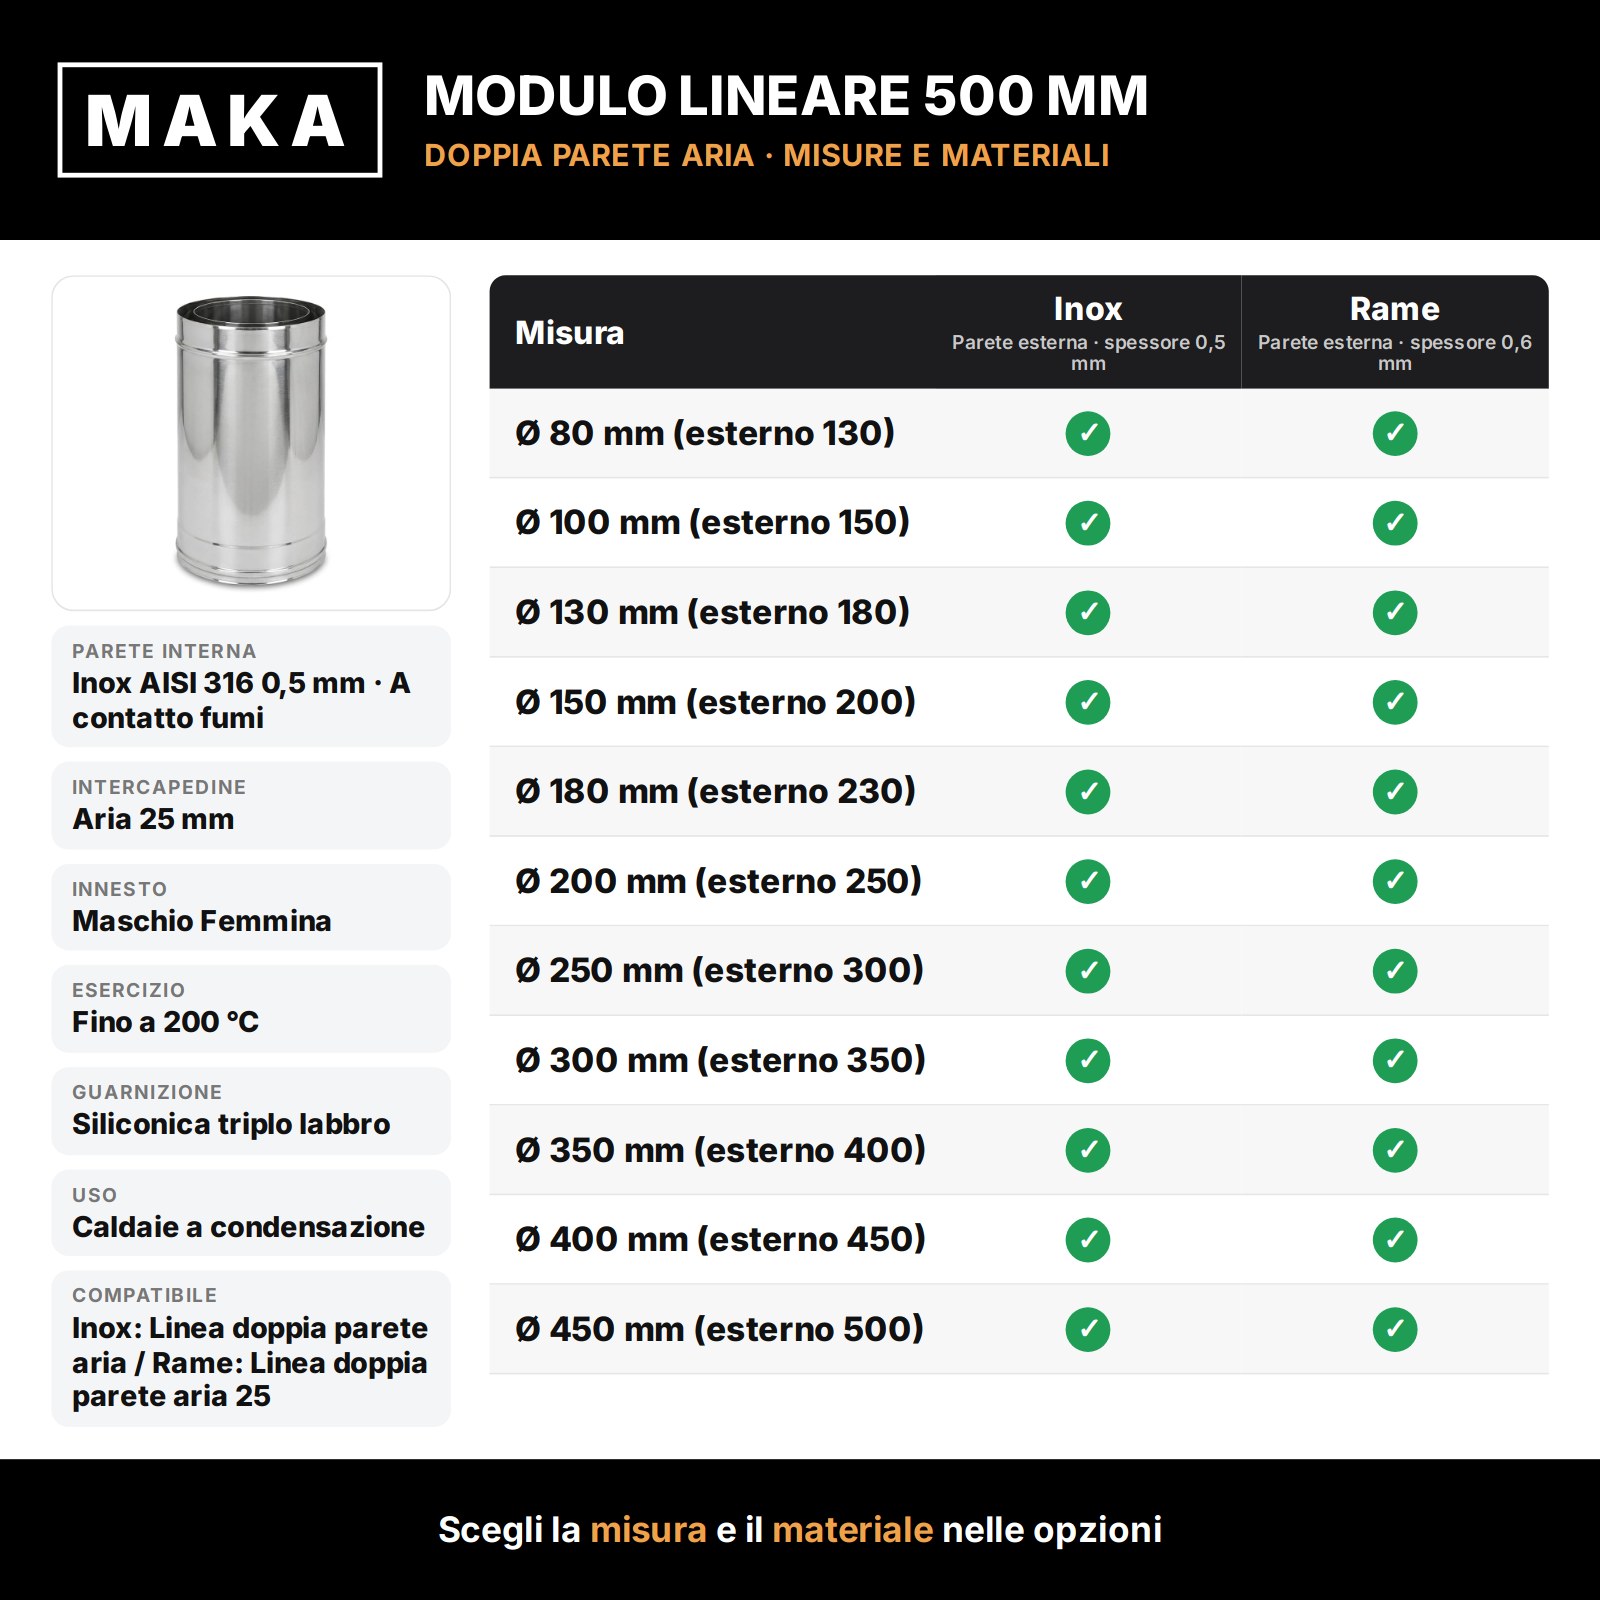 MAKA
MODULO LINEARE 500 MM
DOPPIA PARETE ARIA · MISURE E MATERIALI
PARETE INTERNA
Inox AISI 316 0,5 mm · A
contatto fumi
INTERCAPEDINE
Aria 25 mm
INNESTO
Maschio Femmina
ESERCIZIO
Fino a 200 °C
GUARNIZIONE
Siliconica triplo labbro
USO
Caldaie a condensazione
COMPATIBILE
Inox: Linea doppia parete
aria / Rame: Linea doppia
parete aria 25
Misura
Inox
Parete esterna · spessore 0,5
mm
Rame
Parete esterna · spessore 0,6
mm
Ø 80 mm (esterno 130) ✓ ✓
Ø 100 mm (esterno 150) ✓ ✓
Ø 130 mm (esterno 180) ✓ ✓
Ø 150 mm (esterno 200) ✓ ✓
Ø 180 mm (esterno 230) ✓ ✓
Ø 200 mm (esterno 250) ✓ ✓
Ø 250 mm (esterno 300) ✓ ✓
Ø 300 mm (esterno 350) ✓ ✓
Ø 350 mm (esterno 400) ✓ ✓
Ø 400 mm (esterno 450) ✓ ✓
Ø 450 mm (esterno 500) ✓ ✓
Scegli la misura e il materiale nelle opzioni